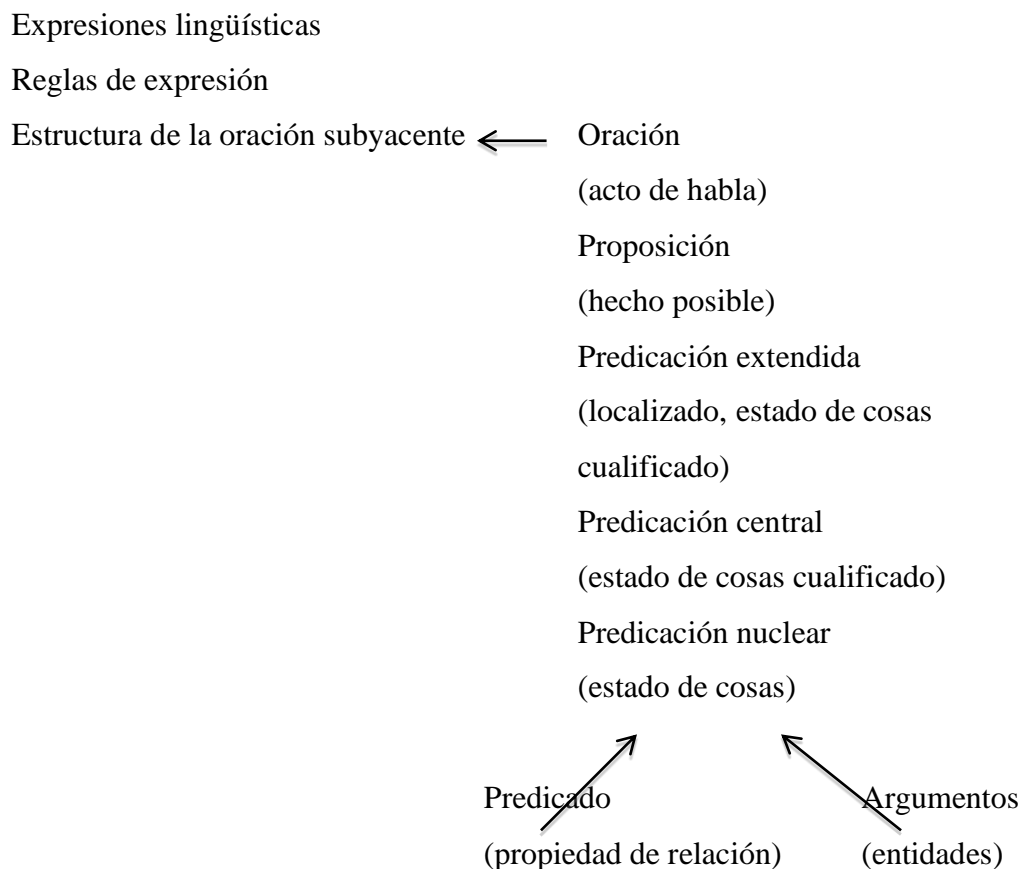 Expresiones lingüísticas
Reglas de expresión
Estructura de la oración subyacente Oración
(acto de habla)
Proposición
(hecho posible)
Predicación extendida
(localizado, estado de cosas
cualificado)
Predicación central
(estado de cosas cualificado)
Predicación nuclear
(estado de cosas)
Predicado Argumentos
(propiedad de relación) (entidades)